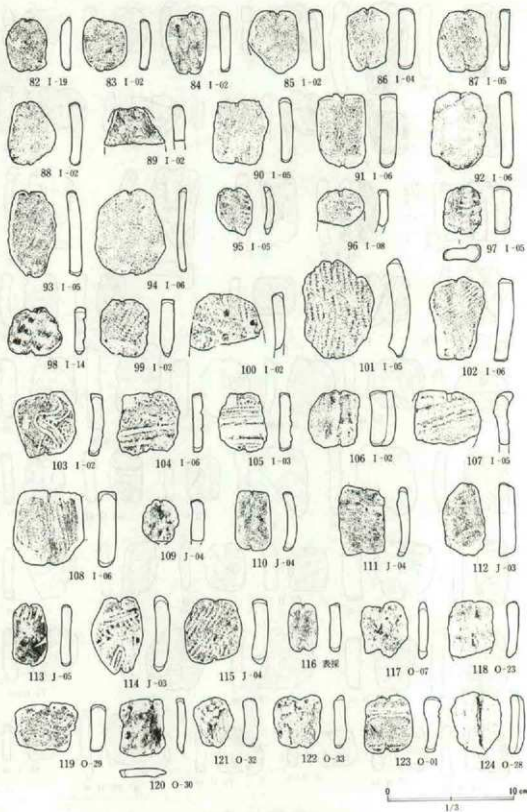 82 I-19 83 I-02 84 I-02 85 I-02 86 I-04 87 I-05
88 I-02 89 I-02 90 I-05 91 I-06 92 I-06
93 I-05 94 I-06 95 I-05 96 I-08 97 I-05
98 I-14 99 I-02 100 I-02 101 I-05 102 I-06
103 I-02 104 I-06 105 I-03 106 I-02 107 I-05
108 I-06 109 J-04 110 J-04 111 J-04 112 J-03
113 J-05 114 J-03 115 J-04 116 表採 117 O-07 118 O-23
119 O-29 120 O-30 121 O-32 122 O-33 123 O-01 124 O-28
0 10 cm
1/3